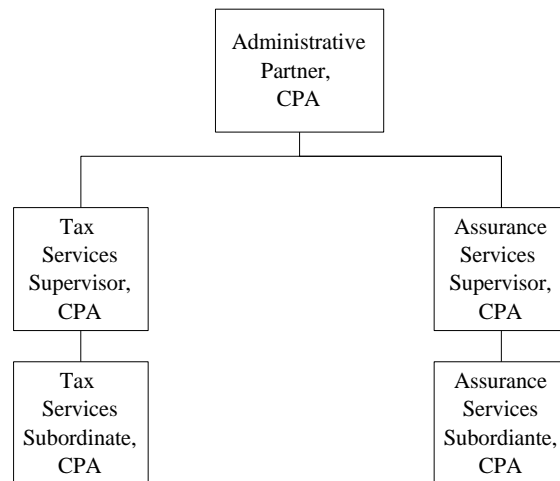 Administrative
Partner,
CPA
Tax
Services
Supervisor,
CPA
Assurance
Services
Supervisor,
CPA
Tax
Services
Subordinate,
CPA
Assurance
Services
Subordiante,
CPA